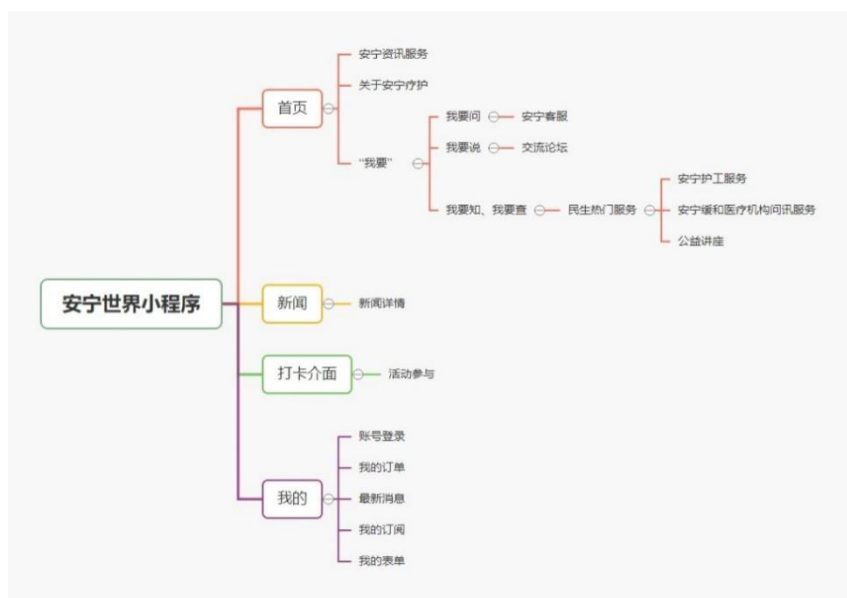 安宁世界小程序
首页
安宁资讯服务
关于安宁疗护
“我要”
我要问
安宁客服
我要说
交流论坛
我要知、我要查
民生热门服务
安宁护工服务
安宁缓和医疗机构问讯服务
公益讲座
新闻
新闻详情
打卡介面
活动参与
我的
账号登录
我的订单
最新消息
我的订阅
我的表单